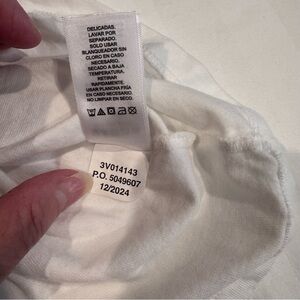 DELICADAS.
LAVAR POR
SEPARADO.
SOLO USAR
BLANQUEADOR SIN
CLORO EN CASO
NECESARIO.
SECADO A BAJA
TEMPERATURA.
RETIRAR
RAPIDAMENTE.
USAR PLANCHA FRÍA
EN CASO NECESARIO.
NO LIMPIAR EN SECO.
3V014143
P.O. 5049607
12/2024